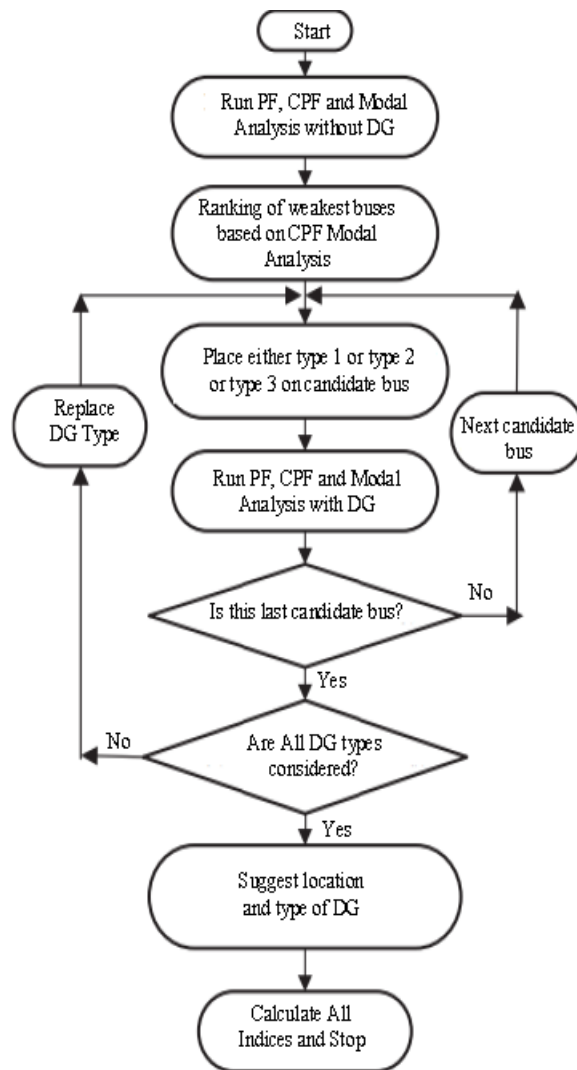 Start
Run PF, CPF and Modal
Analysis without DG
Ranking of weakest buses
based on CPF Modal
Analysis
Place either type 1 or type 2
or type 3 on candidate bus
Replace
DG Type
Next candidate
bus
Run PF, CPF and Modal
Analysis with DG
Is this last candidate bus?
No
Yes
Are All DG types
considered?
No
Yes
Suggest location
and type of DG
Calculate All
Indices and Stop